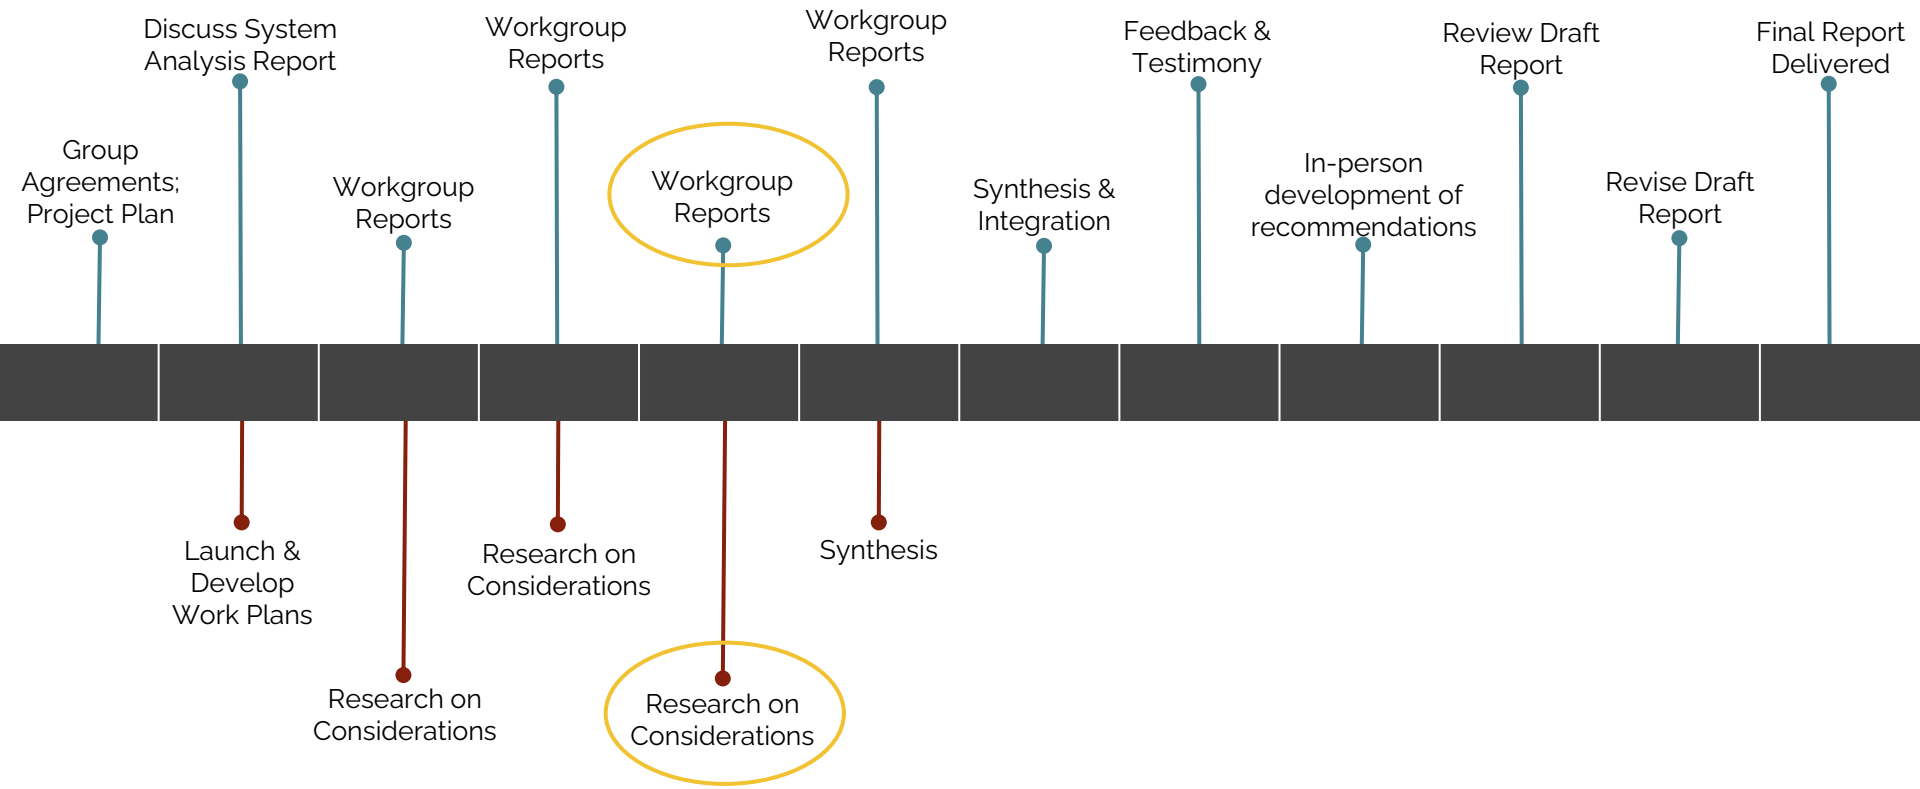 Discuss System
Analysis Report
Workgroup
Reports
Workgroup
Reports
Feedback &
Testimony
Review Draft
Report
Final Report
Delivered
Group
Agreements;
Project Plan
Workgroup
Reports
Workgroup
Reports
Synthesis &
Integration
In-person
development of
recommendations
Revise Draft
Report
Launch &
Develop
Work Plans
Research on
Considerations
Synthesis
Research on
Considerations
Research on
Considerations